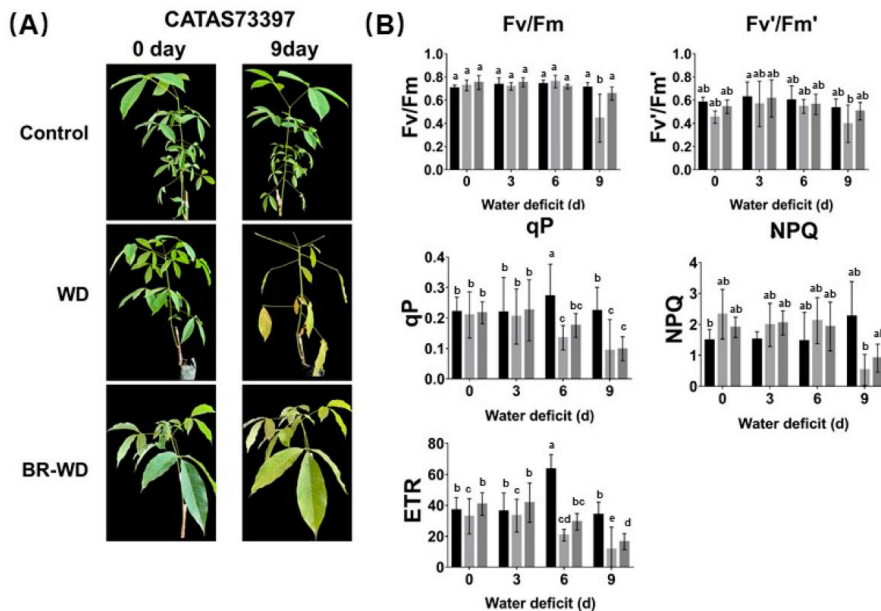 (A)
CATAS73397
0 day 9day
Control
WD
BR-WD
(B)
Fv/Fm
Fv/Fm
1.0
0.8
0.6
0.4
0.2
0.0
a a a a a a a a a a b a
0 3 6 9
Water deficit (d)
Fv'/Fm'
Fv'/Fm'
1.0
0.8
0.6
0.4
0.2
0.0
ab ab ab a ab ab ab ab ab ab b ab
0 3 6 9
Water deficit (d)
qP
qP
0.4
0.3
0.2
0.1
0.0
b b b b b b a c bc b c c
0 3 6 9
Water deficit (d)
NPQ
NPQ
4
2
0
b ab ab b ab ab ab ab ab a b
0 3 6 9
Water deficit (d)
ETR
80
60
40
20
0
b c b b c b a cd bc b e d
0 3 6 9
Water deficit (d)